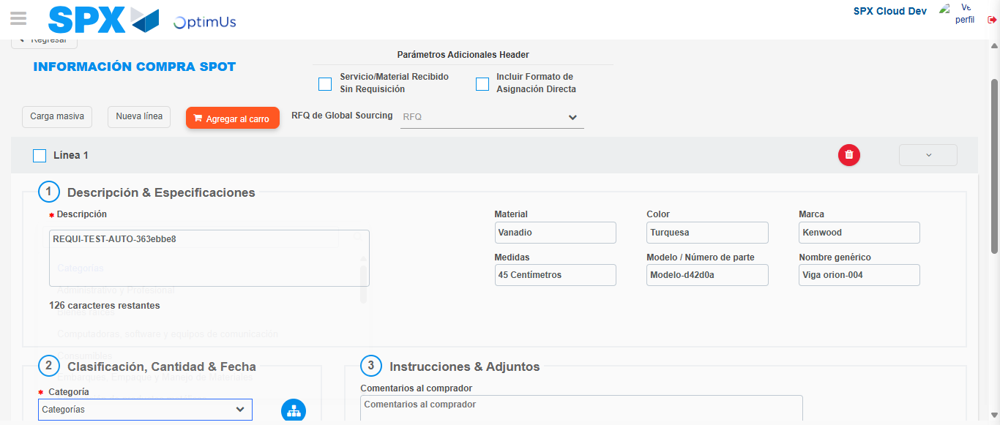 SPX
OptimUs
SPX Cloud Dev
Ve
perfil
Regresar
INFORMACIÓN COMPRA SPOT
Parámetros Adicionales Header
Servicio/Material Recibido
Sin Requisición
Incluir Formato de
Asignación Directa
Carga masiva
Nueva línea
Agregar al carro
RFQ de Global Sourcing
RFQ
Línea 1
1
Descripción & Especificaciones
* Descripción
REQUI-TEST-AUTO-363ebbe8
Categorías
Administrativo y Profesional
126 caracteres restantes
Bienes raíces
Computadoras, software y equipos de comunicación
Consumibles
Embarques, Empaque y Manejo de Materiales
Material
Vanadio
Color
Turquesa
Marca
Kenwood
Medidas
45 Centímetros
Modelo / Número de parte
Modelo-d42d0a
Nombre genérico
Viga orion-004
2
Clasificación, Cantidad & Fecha
* Categoría
Categorías
3
Instrucciones & Adjuntos
Comentarios al comprador
Comentarios al comprador